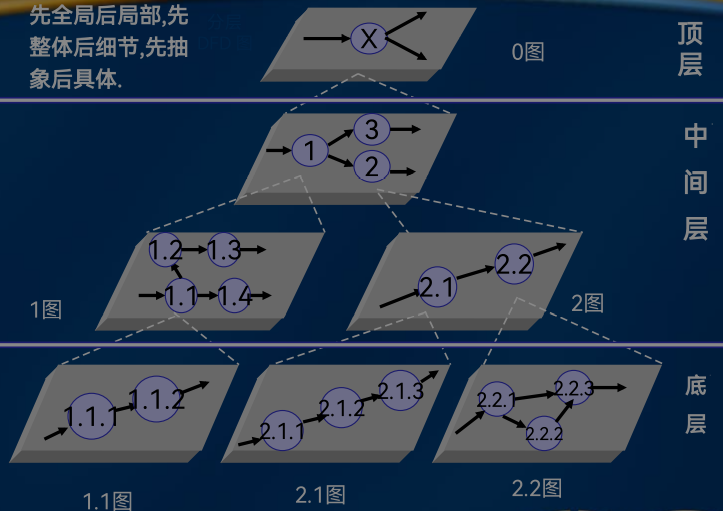 先全局后局部,先
整体后细节,先抽
象后具体.
X
0图
顶
层
1
3
2
中
间
层
1.2
1.3
1.1
1.4
1图
2.1
2.2
2图
1.1.1
1.1.2
1.1图
2.1.1
2.1.2
2.1.3
2.1图
2.2.1
2.2.3
2.2.2
2.2图
底
层